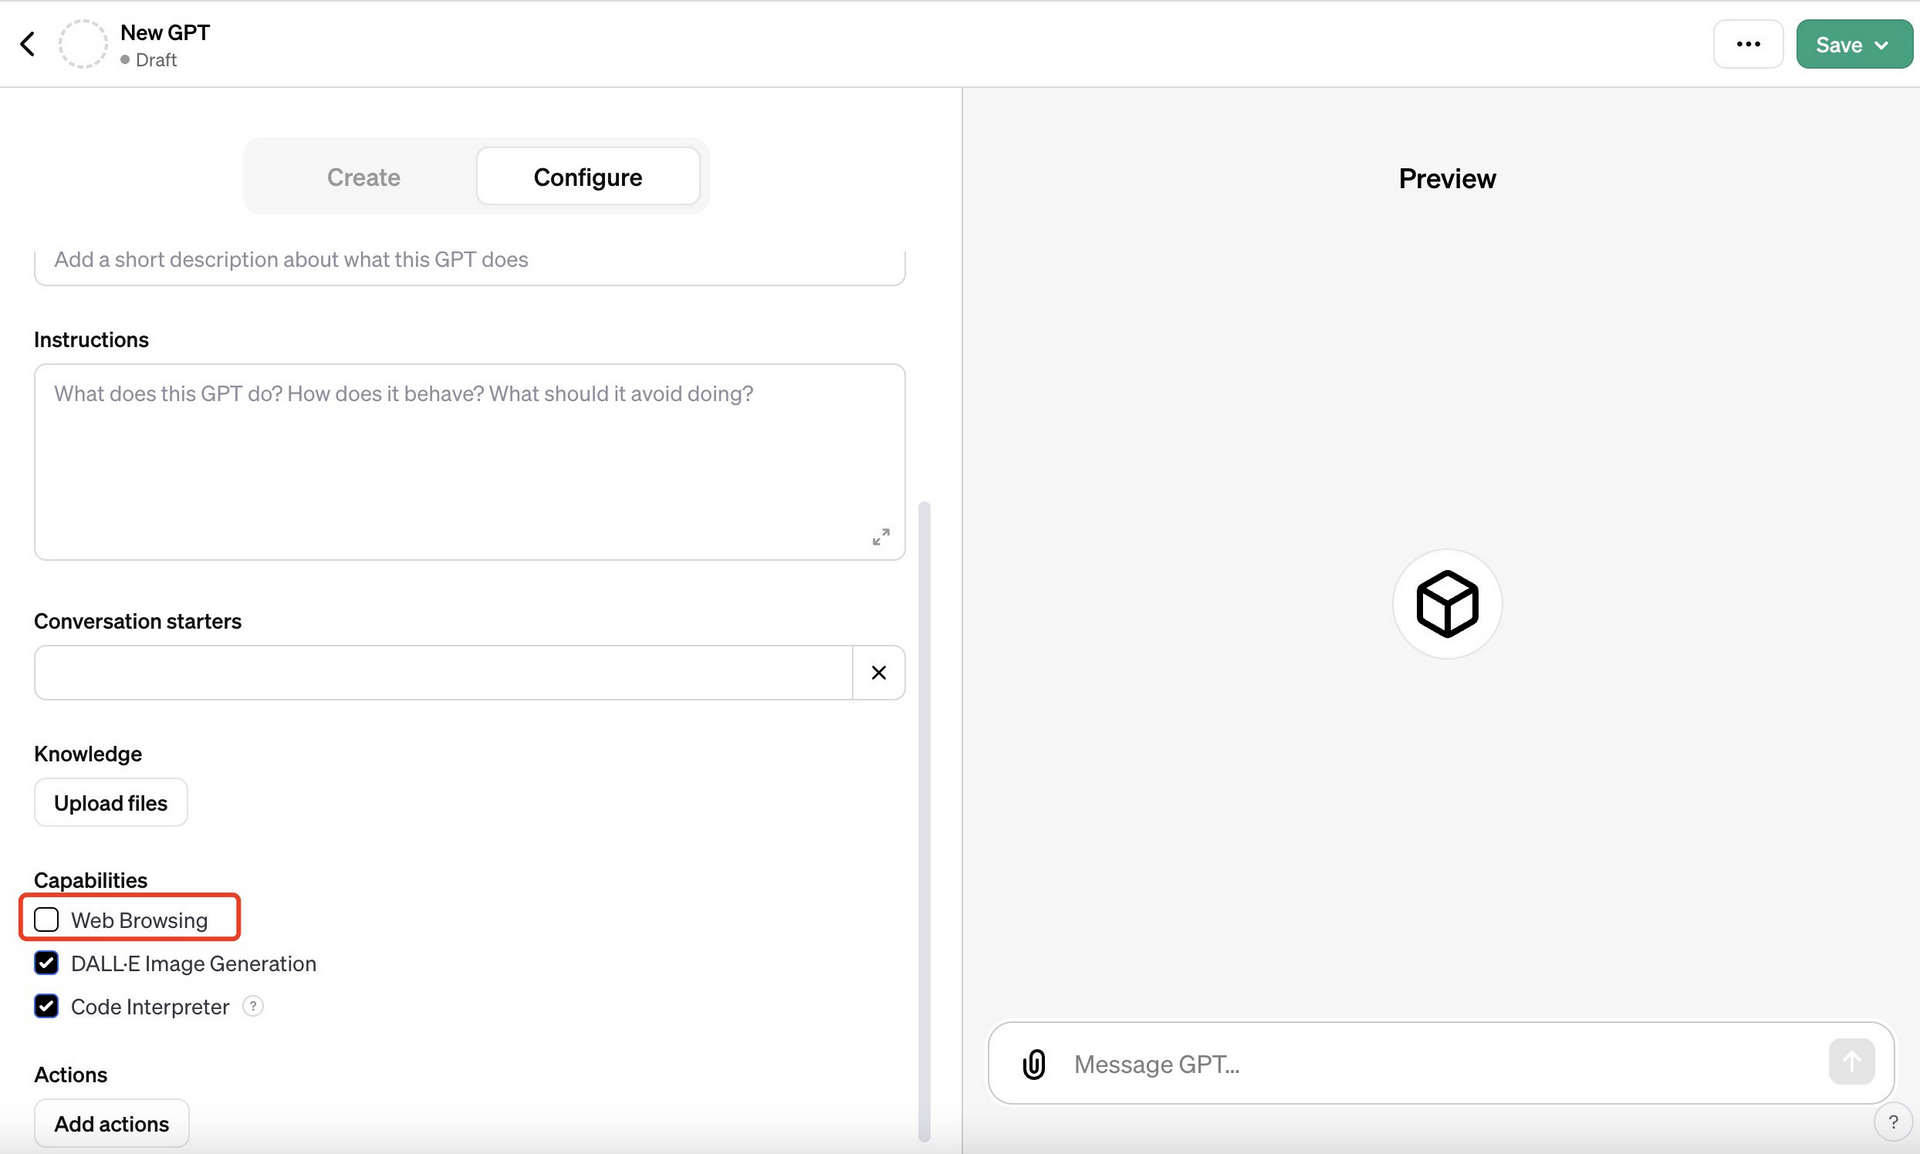 New GPT
Draft
Save
Create
Configure
Preview
Add a short description about what this GPT does
Instructions
What does this GPT do? How does it behave? What should it avoid doing?
Conversation starters
Knowledge
Upload files
Capabilities
Web Browsing
DALL·E Image Generation
Code Interpreter ?
Actions
Add actions
Message GPT...
?